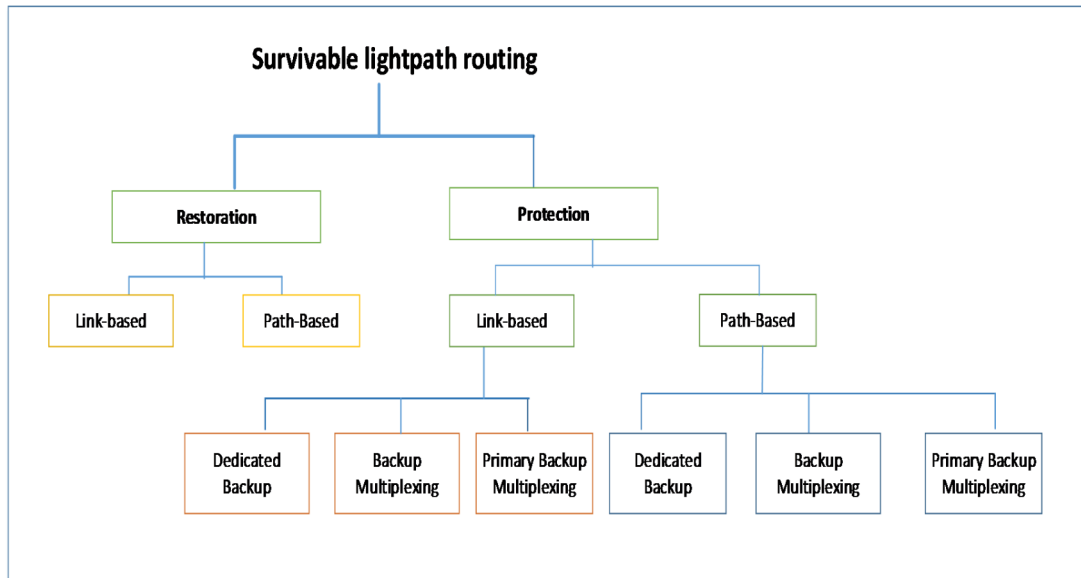 Survivable lightpath routing
Restoration
Protection
Link-based
Path-Based
Link-based
Path-Based
Dedicated
Backup
Backup
Multiplexing
Primary Backup
Multiplexing
Dedicated
Backup
Backup
Multiplexing
Primary Backup
Multiplexing